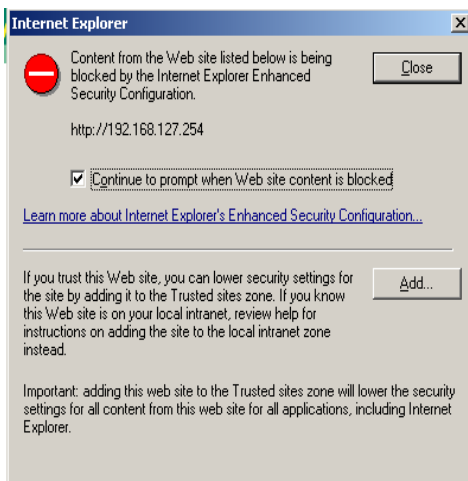 Internet Explorer
Content from the Web site listed below is being
blocked by the Internet Explorer Enhanced
Security Configuration.
Close
http://192.168.127.254
Continue to prompt when Web site content is blocked
Learn more about Internet Explorer's Enhanced Security Configuration...
If you trust this Web site, you can lower security settings for
the site by adding it to the Trusted sites zone. If you know
this Web site is on your local intranet, review help for
instructions on adding the site to the local intranet zone
instead.
Add...
Important: adding this web site to the Trusted sites zone will lower the security
settings for all content from this web site for all applications, including Internet
Explorer.